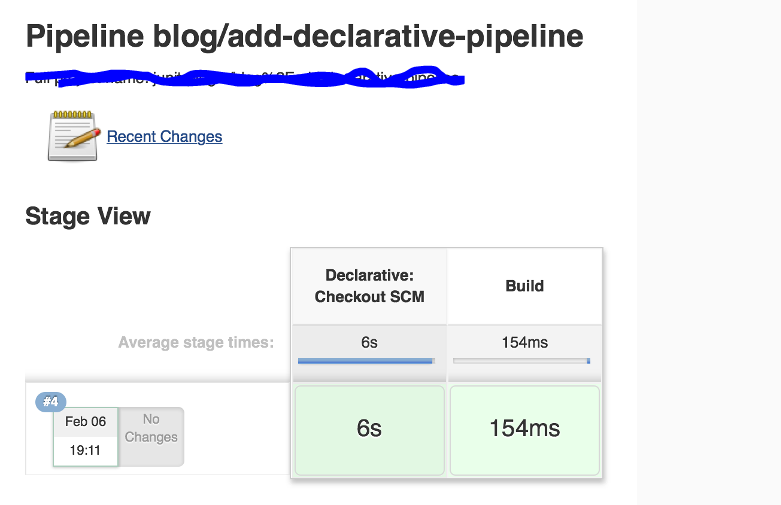 Pipeline blog/add-declarative-pipeline
Recent Changes
Stage View
Declarative:
Checkout SCM
Build
Average stage times:
6s
154ms
#4
Feb 06
19:11
No
Changes
6s
154ms